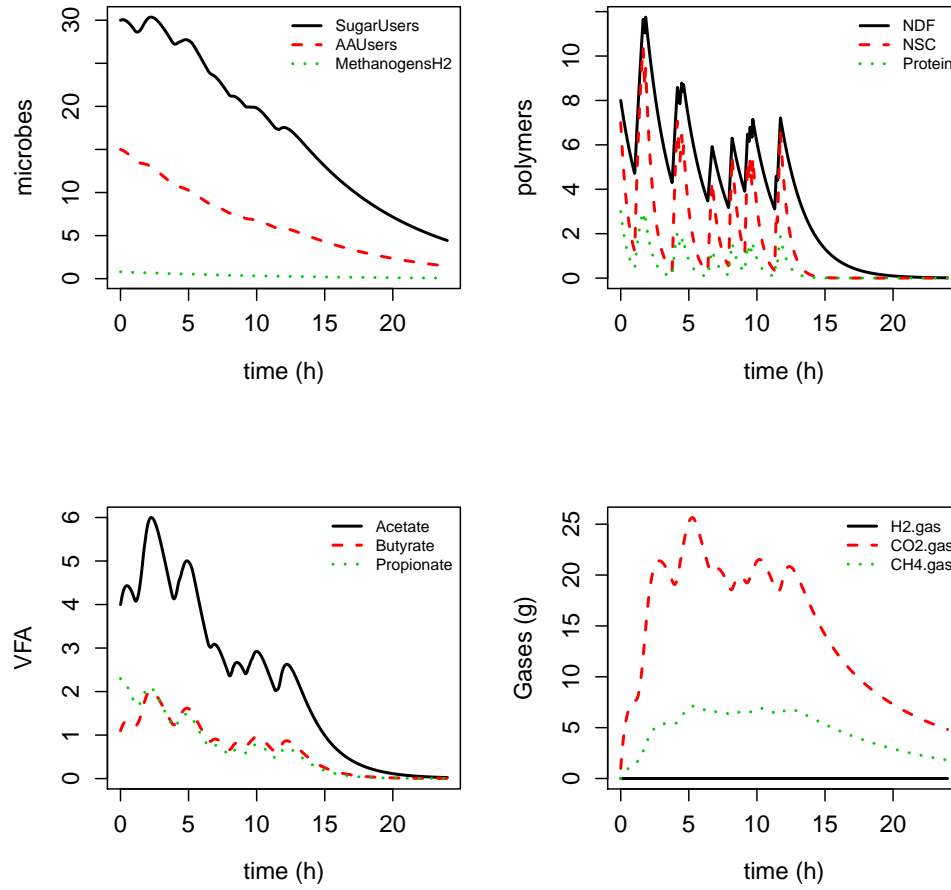 30
20
10
5
0
microbes
SugarUsers
AAUsers
MethanogensH2
0 5 10 15 20
time (h)
10
8
6
4
2
0
polymers
NDF
NSC
Protein
0 5 10 15 20
time (h)
6
5
4
3
2
1
0
VFA
Acetate
Butyrate
Propionate
0 5 10 15 20
time (h)
25
20
15
10
5
0
Gases (g)
H2.gas
CO2.gas
CH4.gas
0 5 10 15 20
time (h)